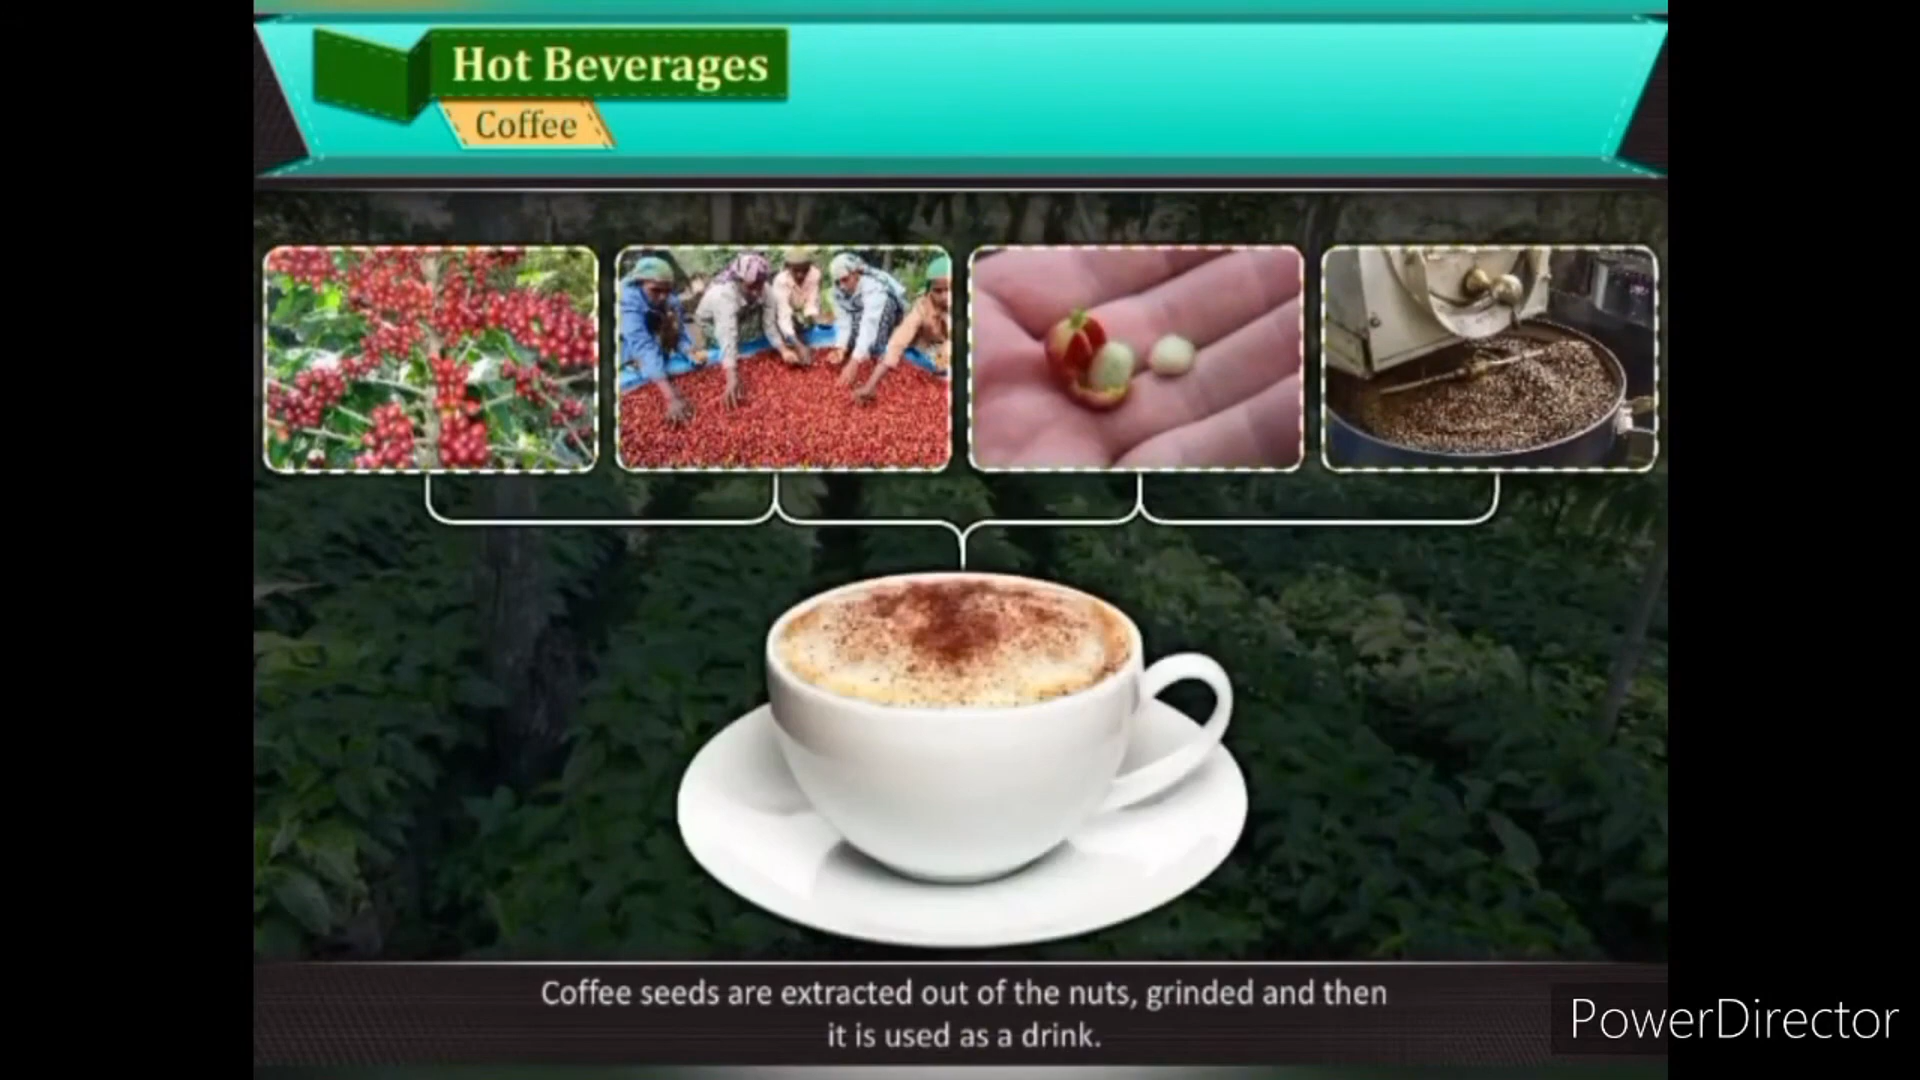 Hot Beverages
Coffee
Coffee seeds are extracted out of the nuts, grinded and then
it is used as a drink.
PowerDirector